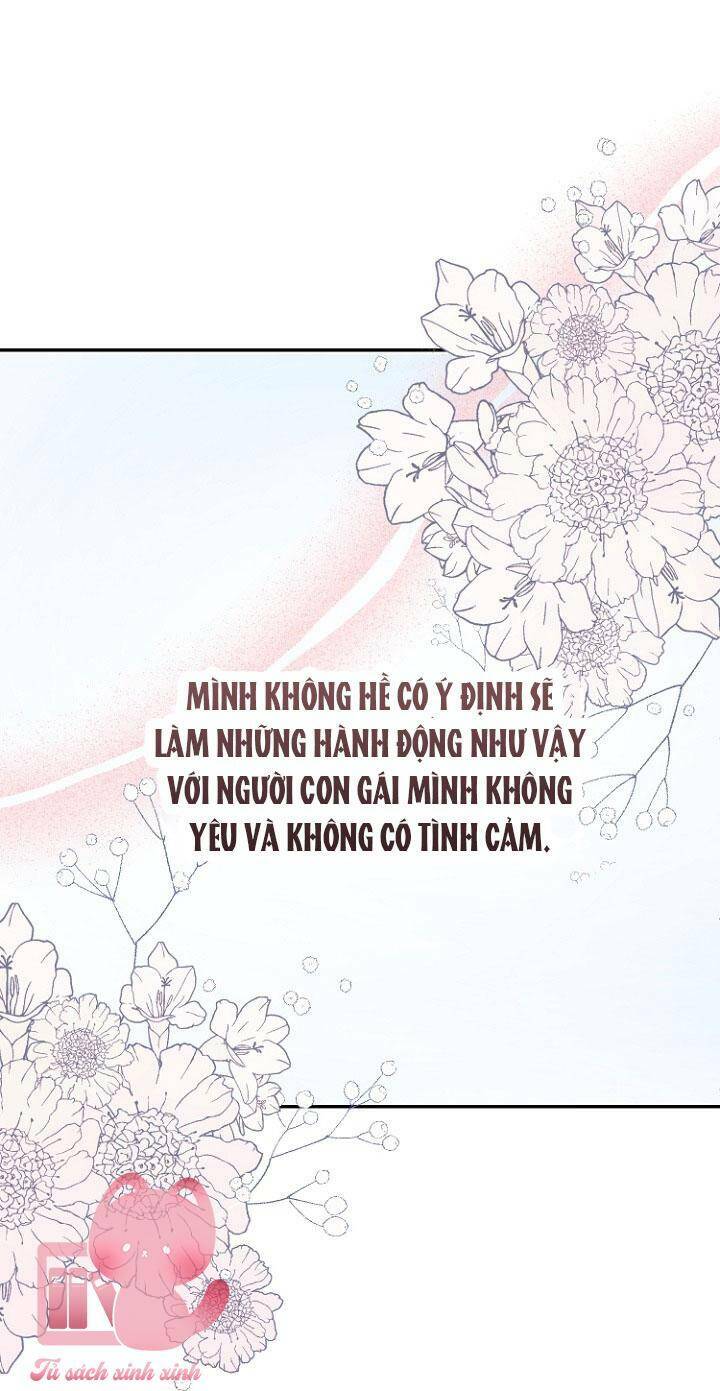 MÌNH KHÔNG HỀ CÓ Ý ĐỊNH SẼ
LÀM NHỮNG HÀNH ĐỘNG NHƯ VẬY
VỚI NGƯỜI CON GÁI MÌNH KHÔNG
YÊU VÀ KHÔNG CÓ TÌNH CẢM.
Tủ sách xinh xinh